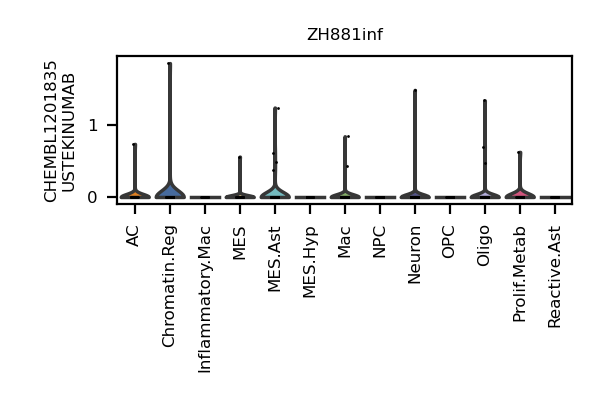 ZH881inf
CHEMBL1201835
USTEKINUMAB
1
0
AC
Chromatin.Reg
Inflammatory.Mac
MES
MES.Ast
MES.Hyp
Mac
NPC
Neuron
OPC
Oligo
Prolif.Metab
Reactive.Ast